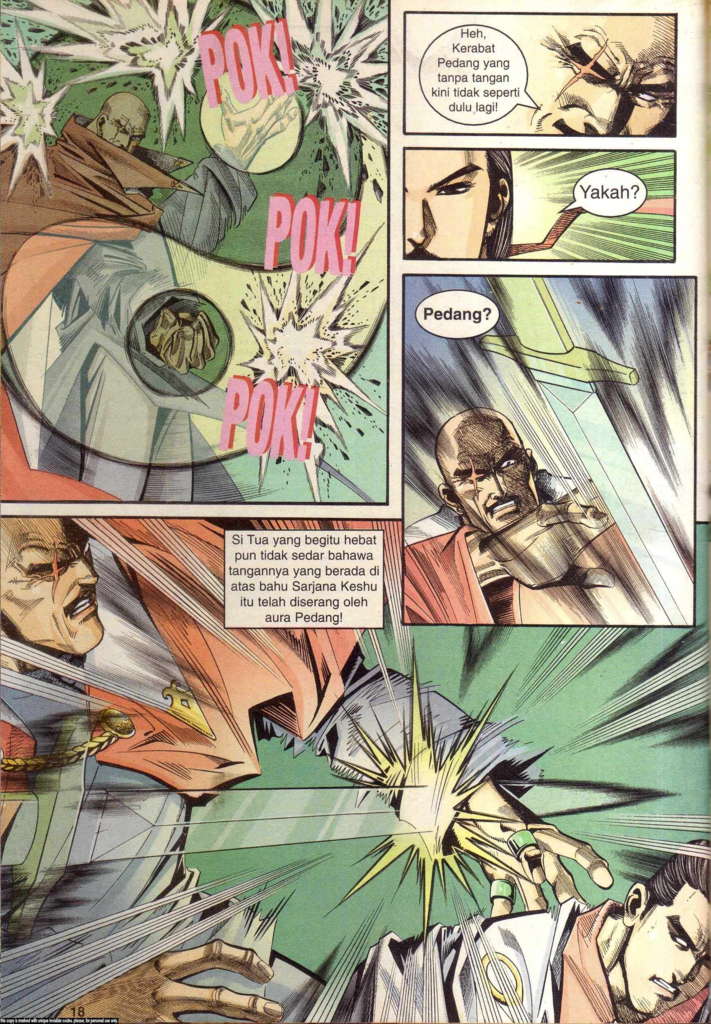 POK!
POK!
POK!
Heh,
Kerabat
Pedang yang
tanpa tangan
kini tidak seperti
dulu lagi!
Yakah?
Pedang?
Si Tua yang begitu hebat
pun tidak sedar bahawa
tangannya yang berada di
atas bahu Sarjana Keshu
itu telah diserang oleh
aura Pedang!
18